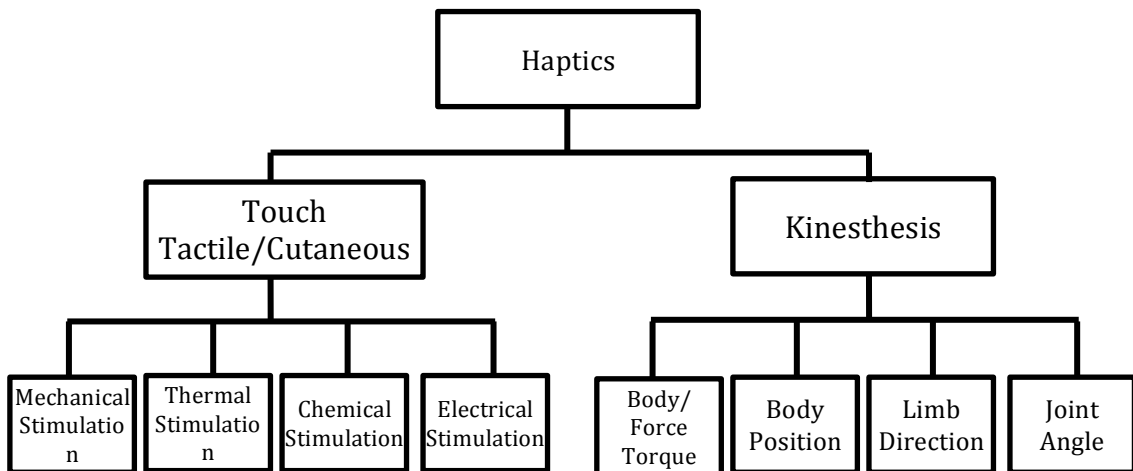 Haptics
Touch
Tactile/Cutaneous
Kinesthesis
Mechanical
Stimulatio
n
Thermal
Stimulatio
n
Chemical
Stimulation
Electrical
Stimulation
Body/
Force
Torque
Body
Position
Limb
Direction
Joint
Angle